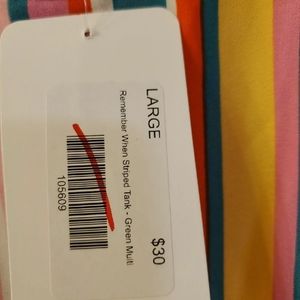 LARGE
Remember When Striped Tank - Green Multi
105609
$30